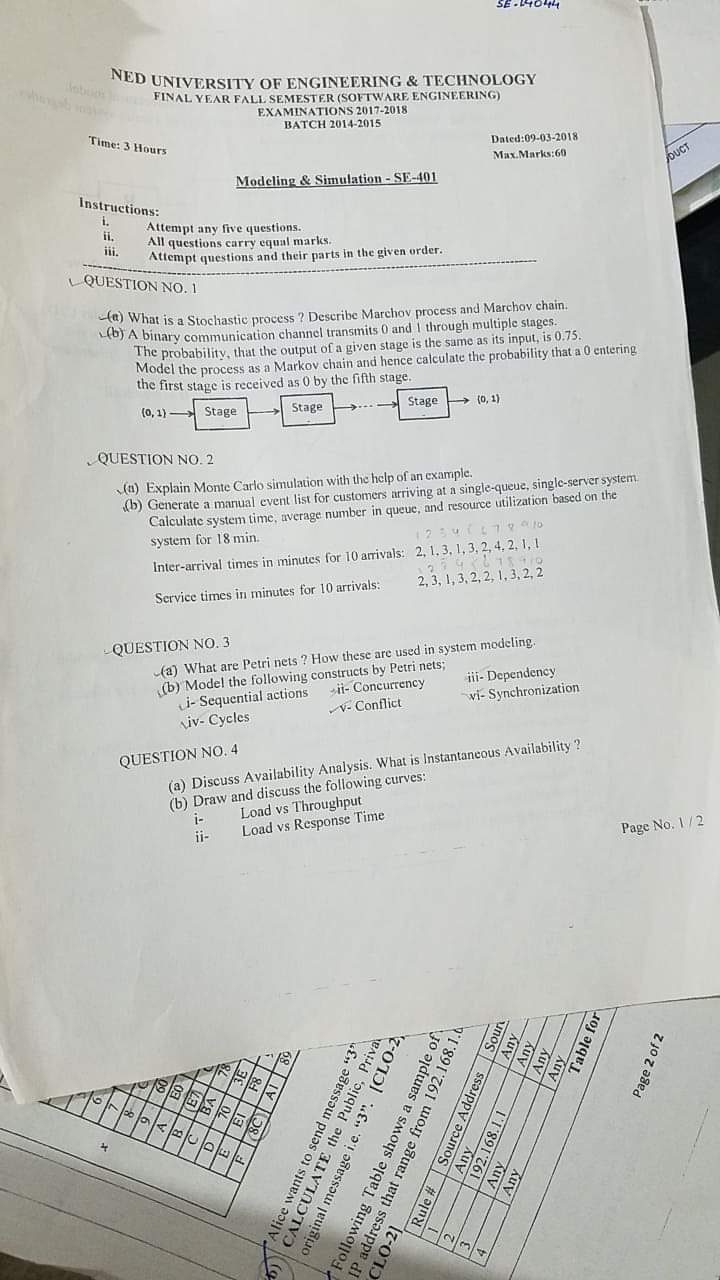 SE-14044
NED UNIVERSITY OF ENGINEERING & TECHNOLOGY
FINAL YEAR FALL SEMESTER (SOFTWARE ENGINEERING)
EXAMINATIONS 2017-2018
BATCH 2014-2015
Time: 3 Hours
Dated:09-03-2018
Max.Marks:60
Modeling & Simulation - SE-401
Instructions:
i. Attempt any five questions.
ii. All questions carry equal marks.
iii. Attempt questions and their parts in the given order.
QUESTION NO. 1
(a) What is a Stochastic process ? Describe Marchov process and Marchov chain.
(b) A binary communication channel transmits 0 and 1 through multiple stages.
The probability, that the output of a given stage is the same as its input, is 0.75.
Model the process as a Markov chain and hence calculate the probability that a 0 entering
the first stage is received as 0 by the fifth stage.
{0, 1} Stage Stage Stage {0, 1}
QUESTION NO. 2
(a) Explain Monte Carlo simulation with the help of an example.
(b) Generate a manual event list for customers arriving at a single-queue, single-server system.
Calculate system time, average number in queue, and resource utilization based on the
system for 18 min.
1 2 3 4 5 6 7 8 9 10
Inter-arrival times in minutes for 10 arrivals: 2, 1, 3, 1, 3, 2, 4, 2, 1, 1
1 2 3 4 5 6 7 8 9 10
Service times in minutes for 10 arrivals: 2, 3, 1, 3, 2, 2, 1, 3, 2, 2
QUESTION NO. 3
(a) What are Petri nets ? How these are used in system modeling.
(b) Model the following constructs by Petri nets;
i- Sequential actions ii- Concurrency iii- Dependency
iv- Cycles v- Conflict vi- Synchronization
QUESTION NO. 4
(a) Discuss Availability Analysis. What is Instantaneous Availability ?
(b) Draw and discuss the following curves:
i- Load vs Throughput
ii- Load vs Response Time
Page No. 1 / 2
DUCT
x
6
7
8
9
A 60
B E0
C (E7)
D BA 78
E 70 3E
F E1 F8
8C A1 89
b) Alice wants to send message "3"
CALCULATE the Public, Priva
original message i.e. "3". [CLO-2]
Following Table shows a sample of
IP address that range from 192.168.1.
CLO-2]
Rule # Source Address Sour
1 Any Any
2 192.168.1.1 Any
3 Any Any
4 Any Any
Table for
Page 2 of 2